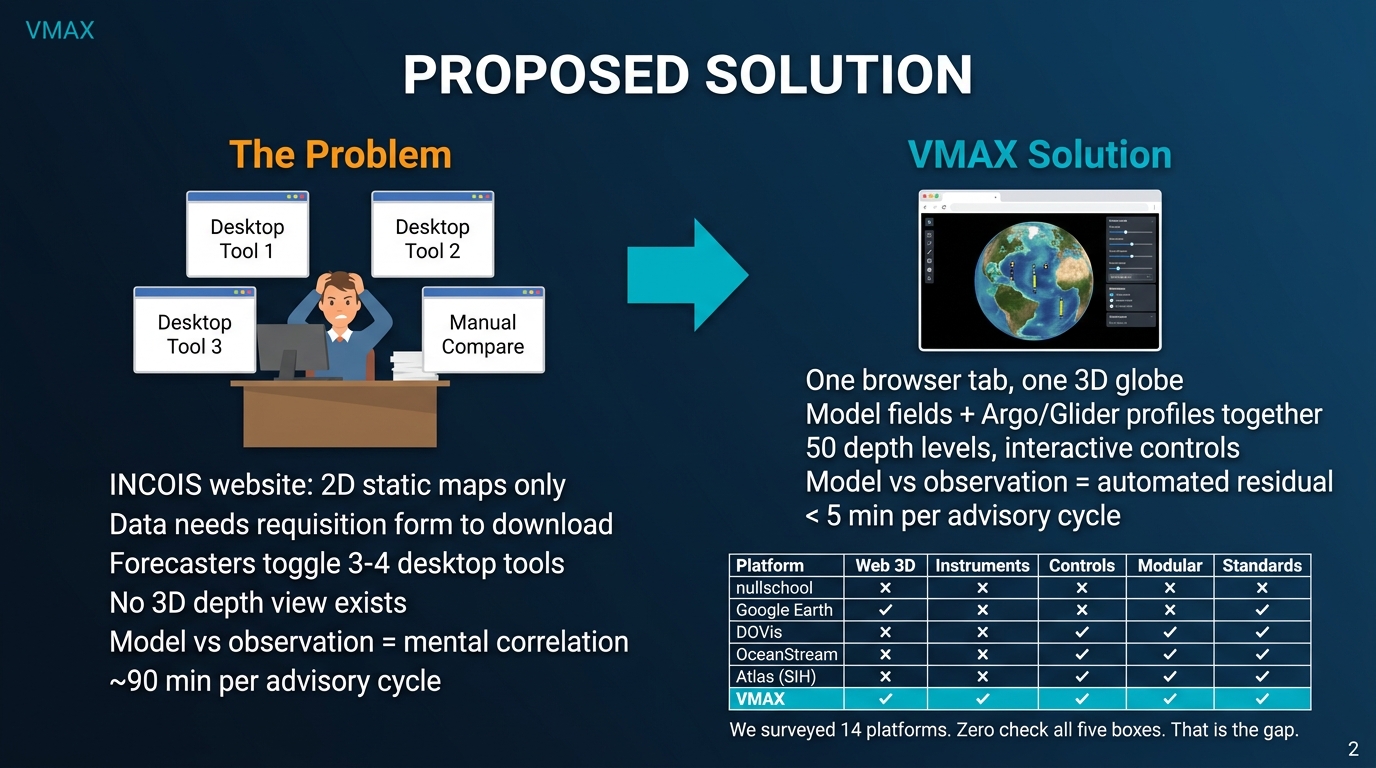 VMAX
PROPOSED SOLUTION
The Problem
Desktop
Tool 1
Desktop
Tool 2
Desktop
Tool 3
Manual
Compare
INCOIS website: 2D static maps only
Data needs requisition form to download
Forecasters toggle 3-4 desktop tools
No 3D depth view exists
Model vs observation = mental correlation
~90 min per advisory cycle
VMAX Solution
One browser tab, one 3D globe
Model fields + Argo/Glider profiles together
50 depth levels, interactive controls
Model vs observation = automated residual
< 5 min per advisory cycle
Platform Web 3D Instruments Controls Modular Standards
nullschool ✕ ✕ ✕ ✕ ✕
Google Earth ✓ ✕ ✕ ✕ ✓
DOVis ✕ ✕ ✓ ✓ ✓
OceanStream ✕ ✕ ✓ ✓ ✓
Atlas (SIH) ✕ ✕ ✓ ✓ ✓
VMAX ✓ ✓ ✓ ✓ ✓
We surveyed 14 platforms. Zero check all five boxes. That is the gap.
2